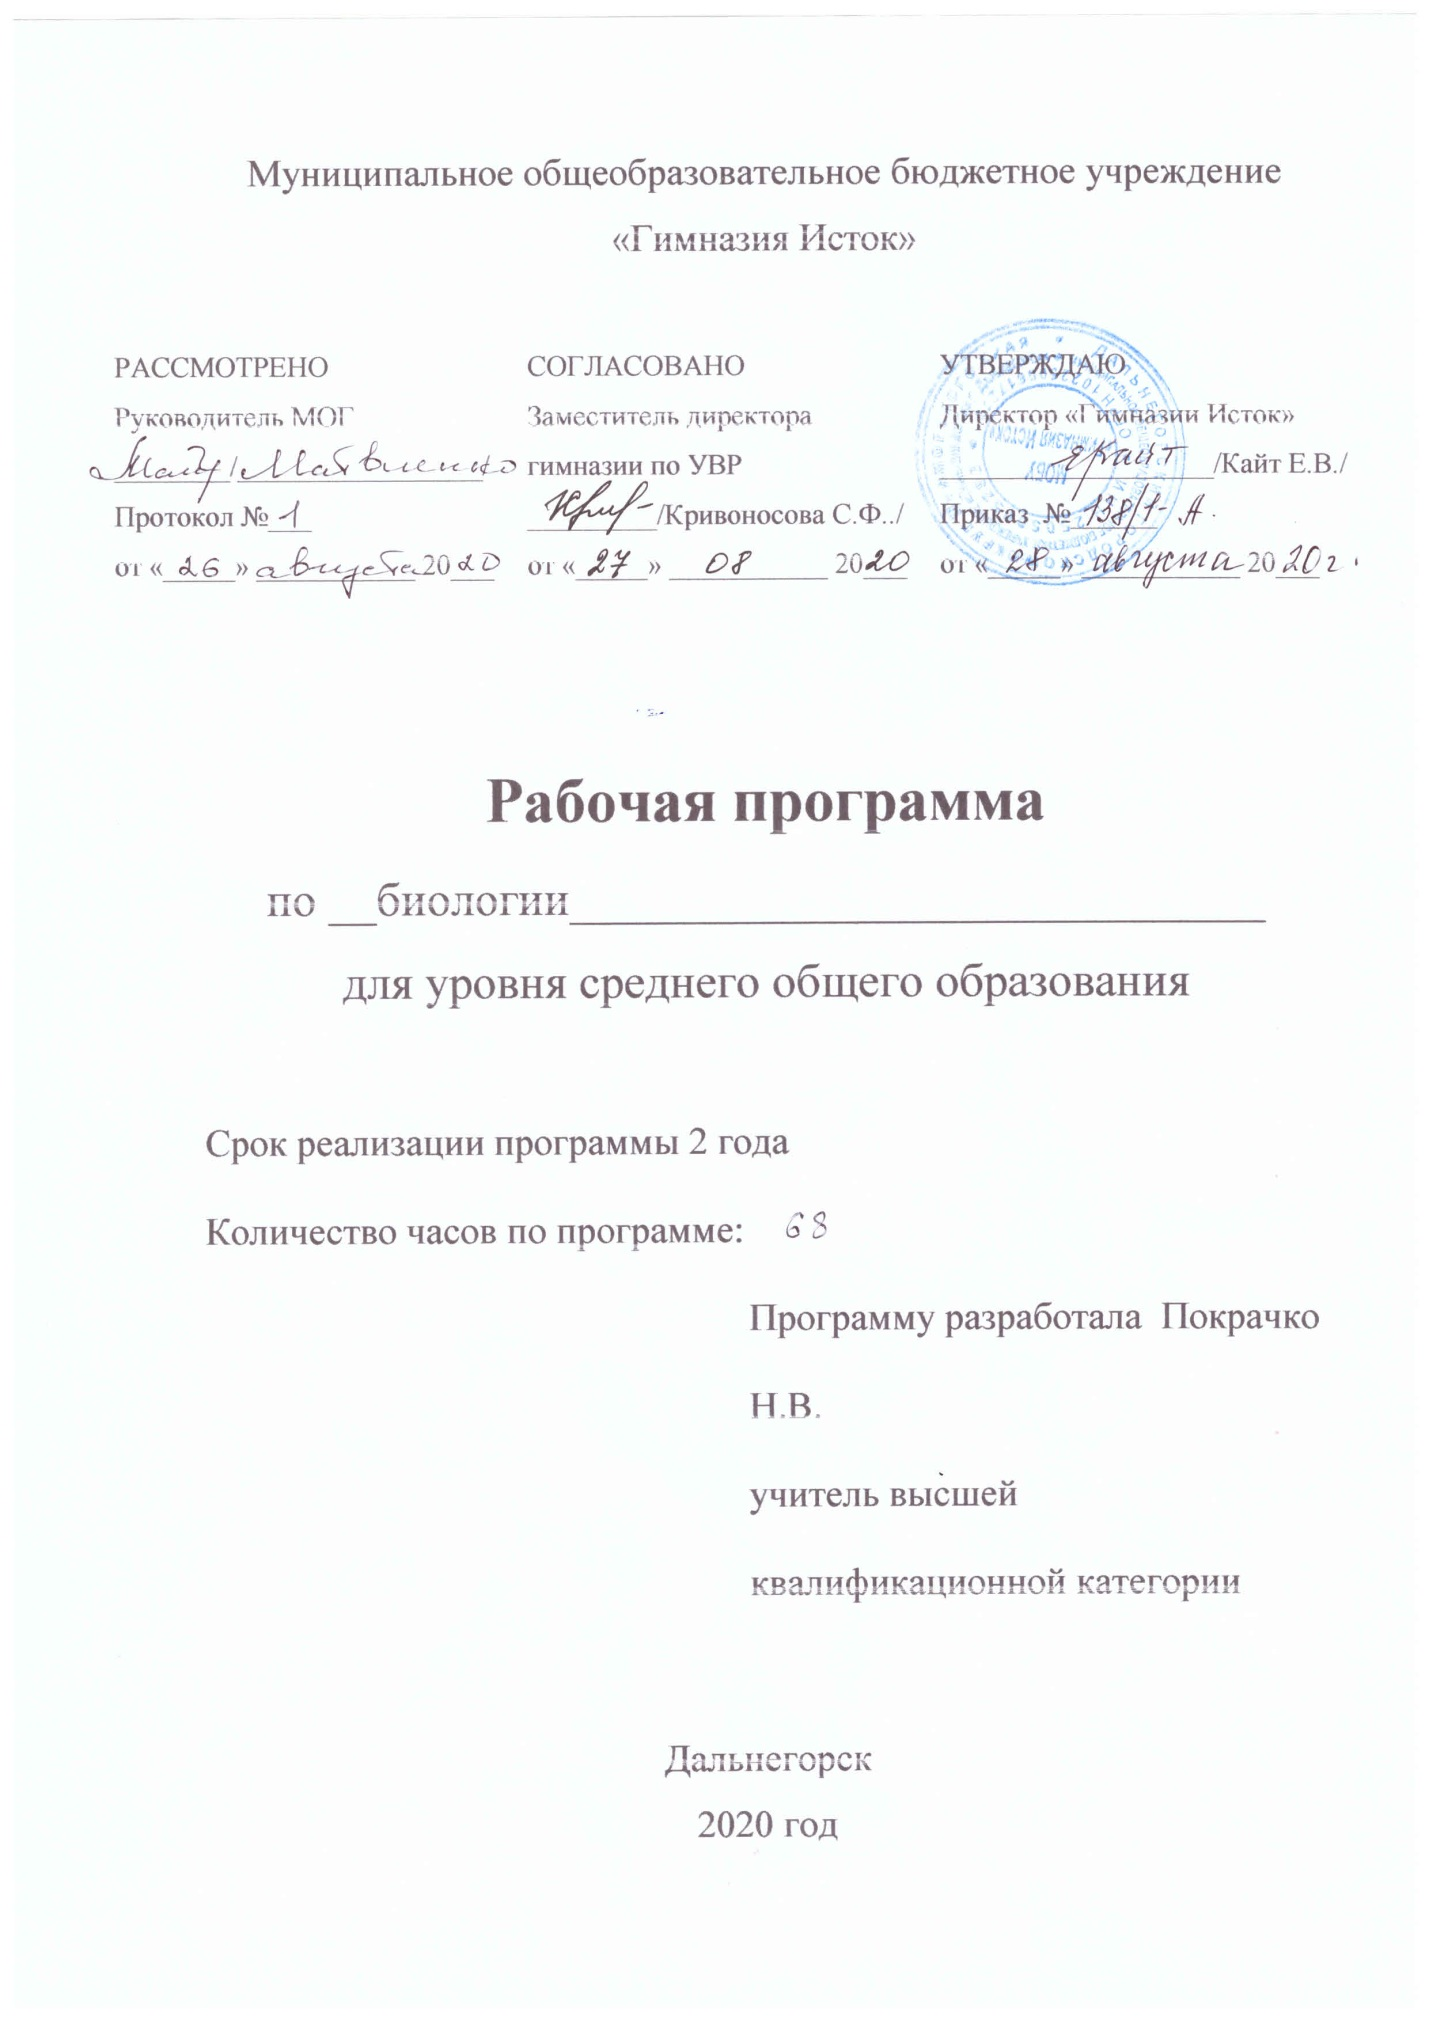 Муниципальное общеобразовательное бюджетное учреждение
«Гимназия Исток»
РАССМОТРЕНО
Руководитель МОГ
/Матвиенко
Протокол № 1
от «26» августа 2020
СОГЛАСОВАНО
Заместитель директора
гимназии по УВР
/Кривоносова С.Ф../
от «27» 08 2020
УТВЕРЖДАЮ
Директор «Гимназии Исток»
/Кайт Е.В./
Приказ № 138/1-А.
от «28» августа 2020г.
Рабочая программа
по __биологии__
для уровня среднего общего образования
Срок реализации программы 2 года
Количество часов по программе: 68
Программу разработала Покрачко
Н.В.
учитель высшей
квалификационной категории
Дальнегорск
2020 год